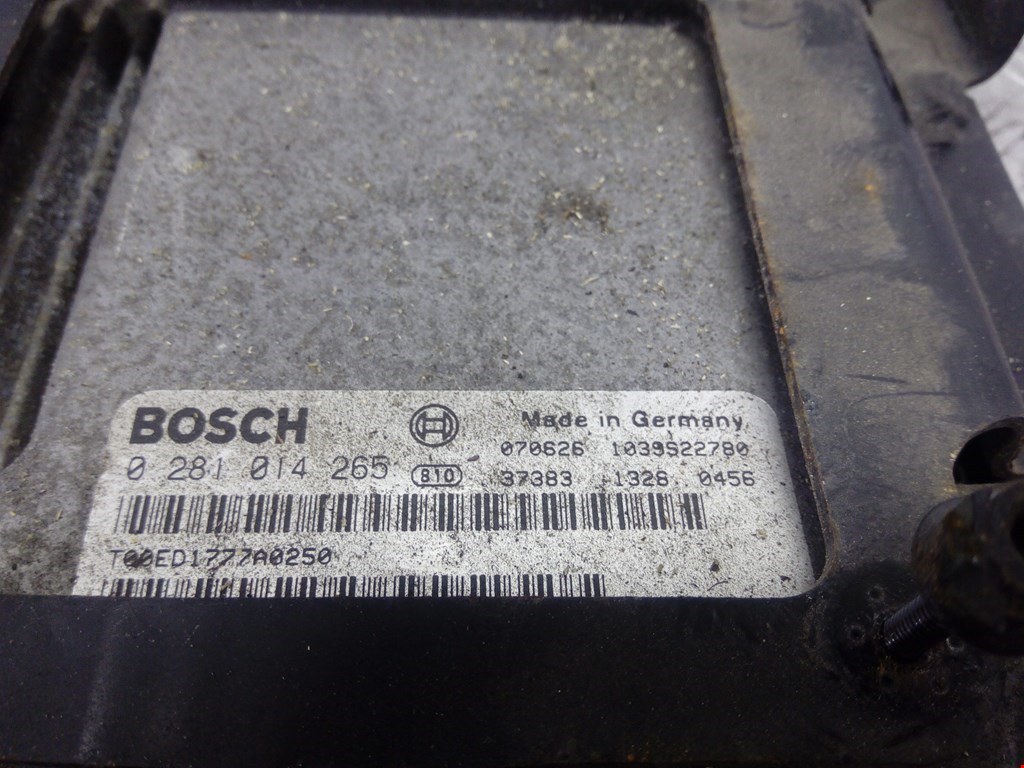 BOSCH
Made in Germany
0 281 014 265
810
070626 1039S22780
37383 1326 0456
T00ED1777A0250